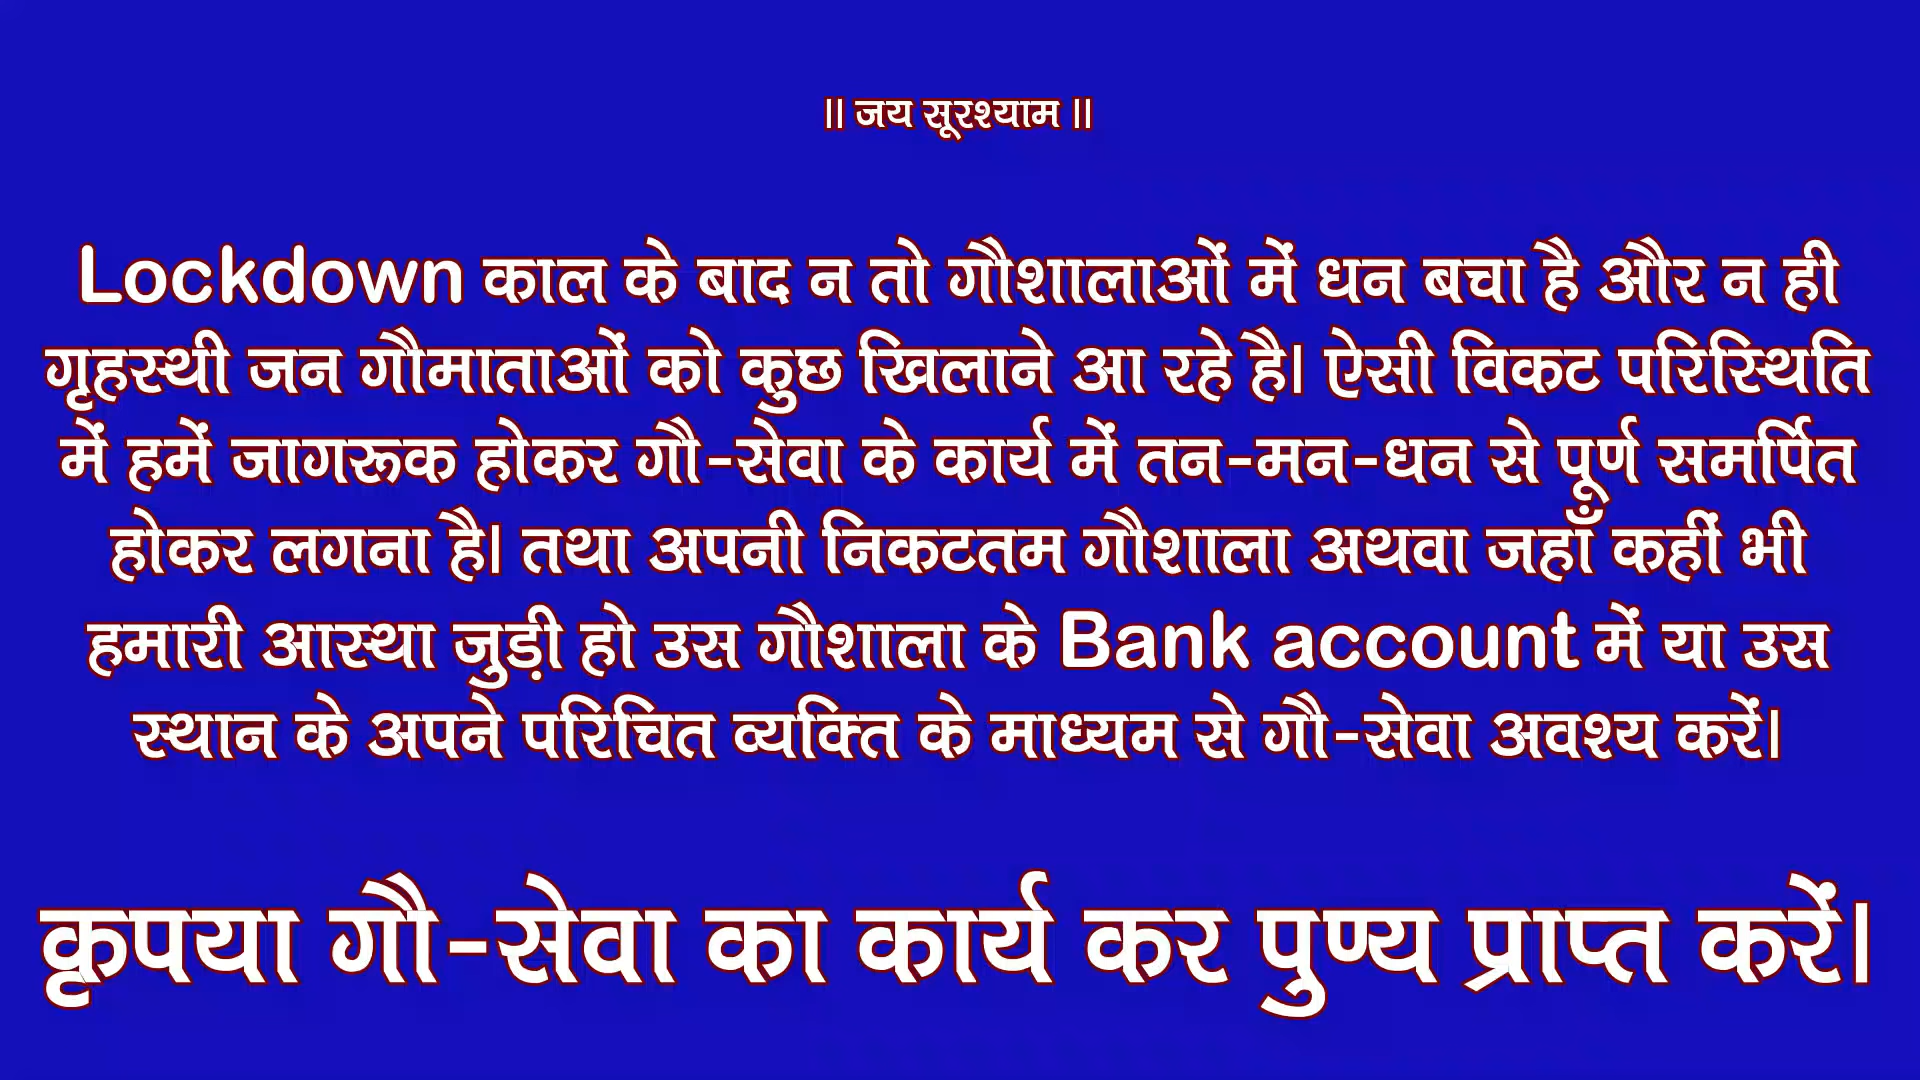 ॥ जय सूरश्याम ॥
Lockdown काल के बाद न तो गौशालाओं में धन बचा है और न ही
गृहस्थी जन गौमाताओं को कुछ खिलाने आ रहे है। ऐसी विकट परिस्थिति
में हमें जागरूक होकर गौ-सेवा के कार्य में तन-मन-धन से पूर्ण समर्पित
होकर लगना है। तथा अपनी निकटतम गौशाला अथवा जहाँ कहीं भी
हमारी आस्था जुड़ी हो उस गौशाला के Bank account में या उस
स्थान के अपने परिचित व्यक्ति के माध्यम से गौ-सेवा अवश्य करें।
कृपया गौ-सेवा का कार्य कर पुण्य प्राप्त करें।